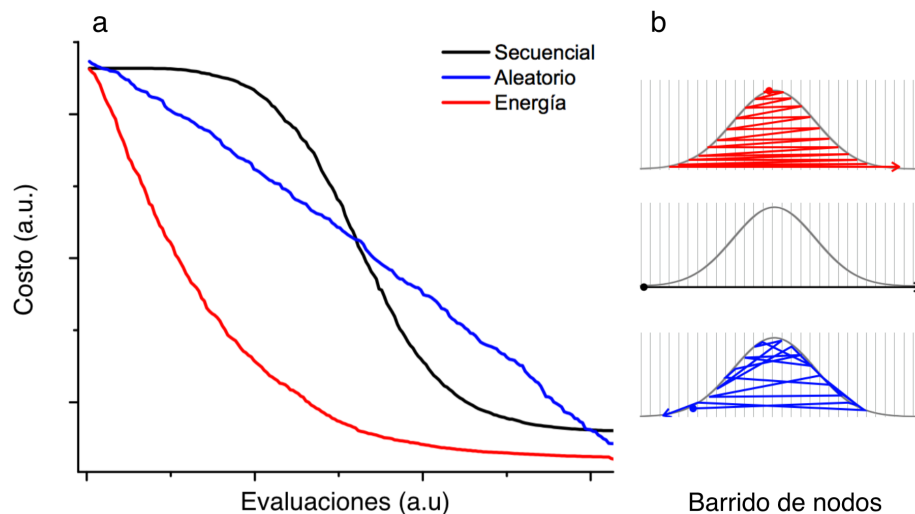 a
b
Secuencial
Aleatorio
Energía
Costo (a.u.)
Evaluaciones (a.u)
Barrido de nodos